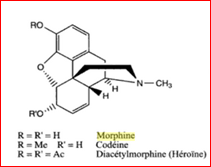 RO
O
H
N—CH₃
R'O
H
R = R' = H Morphine
R = Me R' = H Codéine
R = R' = Ac Diacétylmorphine (Héroïne)